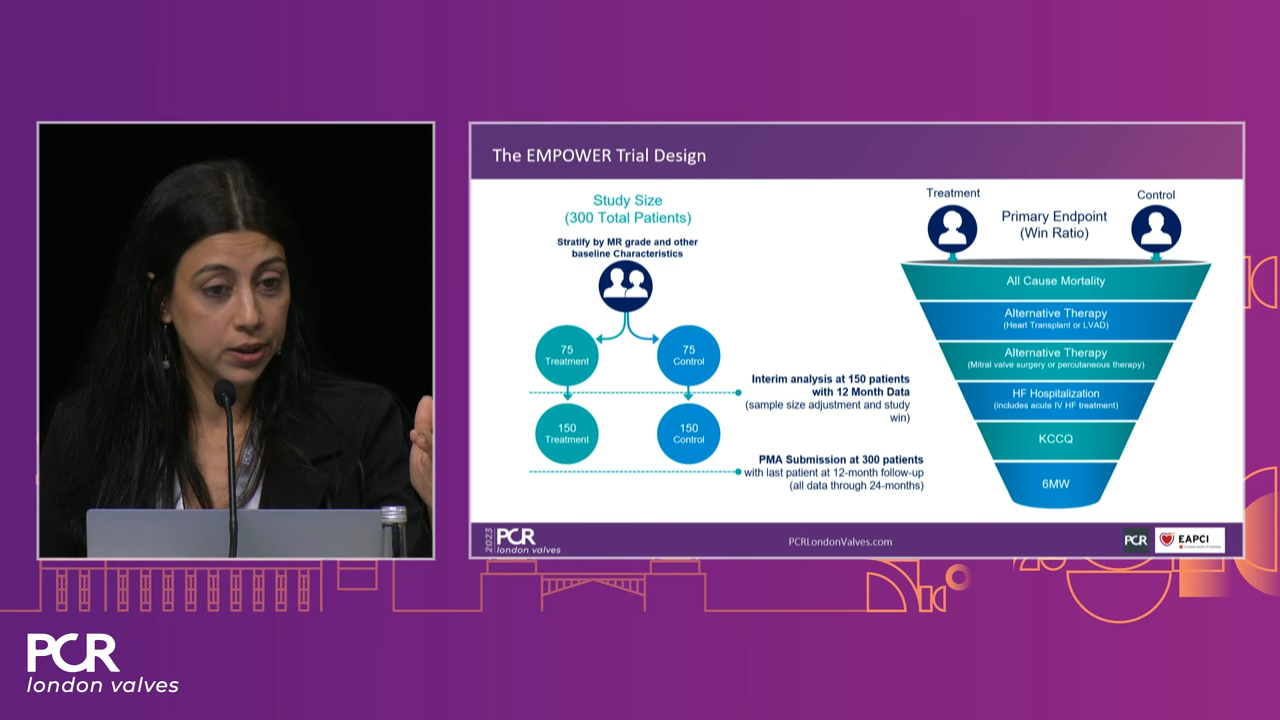 The EMPOWER Trial Design
Study Size
(300 Total Patients)
Stratify by MR grade and other
baseline Characteristics
75
Treatment
75
Control
Interim analysis at 150 patients
with 12 Month Data
(sample size adjustment and study
win)
150
Treatment
150
Control
PMA Submission at 300 patients
with last patient at 12-month follow-up
(all data through 24-months)
Treatment
Primary Endpoint
(Win Ratio)
Control
All Cause Mortality
Alternative Therapy
(Heart Transplant or LVAD)
Alternative Therapy
(Mitral valve surgery or percutaneous therapy)
HF Hospitalization
(includes acute IV HF treatment)
KCCQ
6MW
2023
PCR
london valves
PCRLondonValves.com
PCR
EAPCI
PCR
london valves